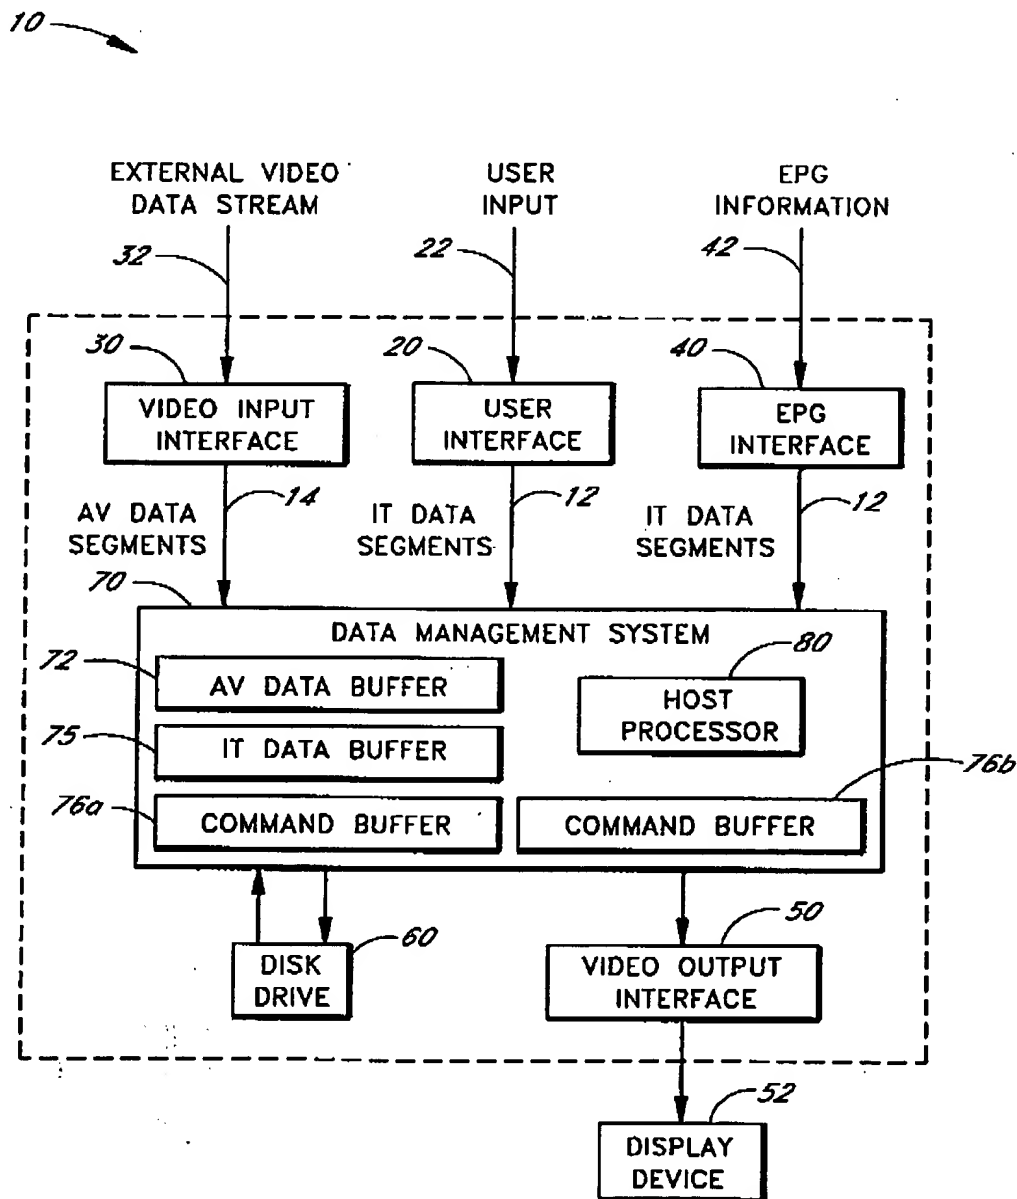 10
EXTERNAL VIDEO
DATA STREAM
USER
INPUT
EPG
INFORMATION
32
22
42
30
20
40
VIDEO INPUT
INTERFACE
USER
INTERFACE
EPG
INTERFACE
14
12
12
AV DATA
SEGMENTS
IT DATA
SEGMENTS
IT DATA
SEGMENTS
70
DATA MANAGEMENT SYSTEM
72
AV DATA BUFFER
80
HOST
PROCESSOR
75
IT DATA BUFFER
76b
76a
COMMAND BUFFER
COMMAND BUFFER
60
DISK
DRIVE
50
VIDEO OUTPUT
INTERFACE
52
DISPLAY
DEVICE